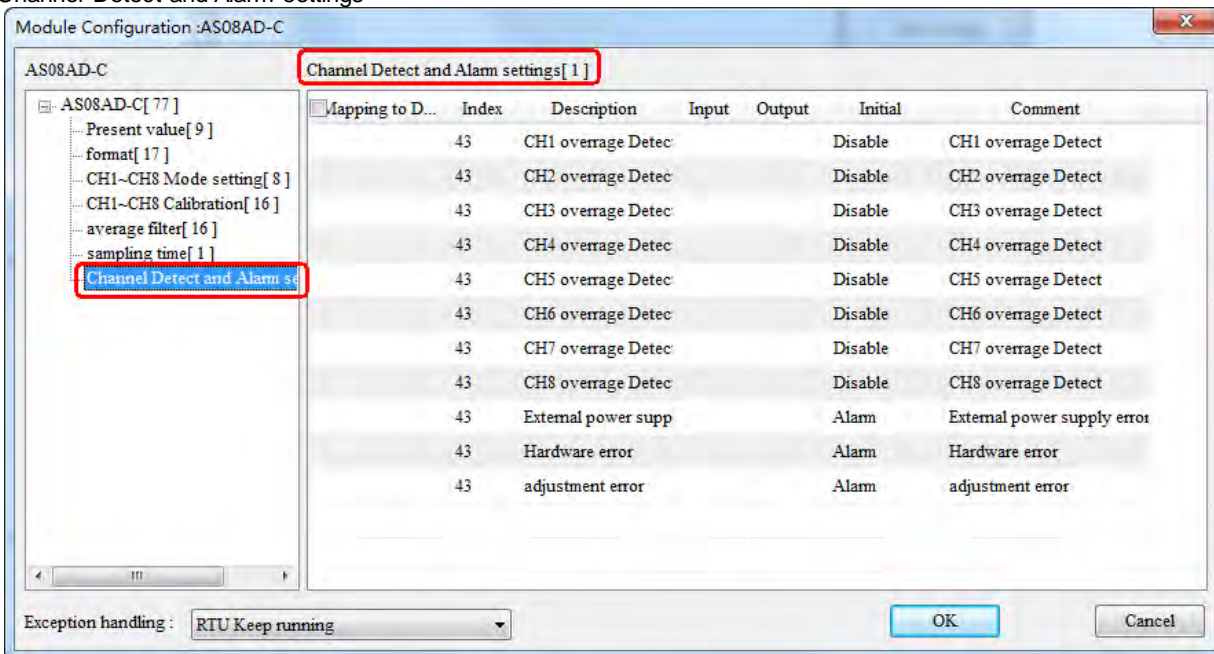 Channel Detect and Alarm settings
Module Configuration :AS08AD-C
AS08AD-C
Channel Detect and Alarm settings[ 1 ]
AS08AD-C[ 77 ]
Present value[ 9 ]
format[ 17 ]
CH1~CH8 Mode setting[ 8 ]
CH1~CH8 Calibration[ 16 ]
average filter[ 16 ]
sampling time[ 1 ]
Channel Detect and Alarm se
Mapping to D... Index Description Input Output Initial Comment
43 CH1 overrage Detec Disable CH1 overrage Detect
43 CH2 overrage Detec Disable CH2 overrage Detect
43 CH3 overrage Detec Disable CH3 overrage Detect
43 CH4 overrage Detec Disable CH4 overrage Detect
43 CH5 overrage Detec Disable CH5 overrage Detect
43 CH6 overrage Detec Disable CH6 overrage Detect
43 CH7 overrage Detec Disable CH7 overrage Detect
43 CH8 overrage Detec Disable CH8 overrage Detect
43 External power supp Alarm External power supply error
43 Hardware error Alarm Hardware error
43 adjustment error Alarm adjustment error
Exception handling : RTU Keep running OK Cancel